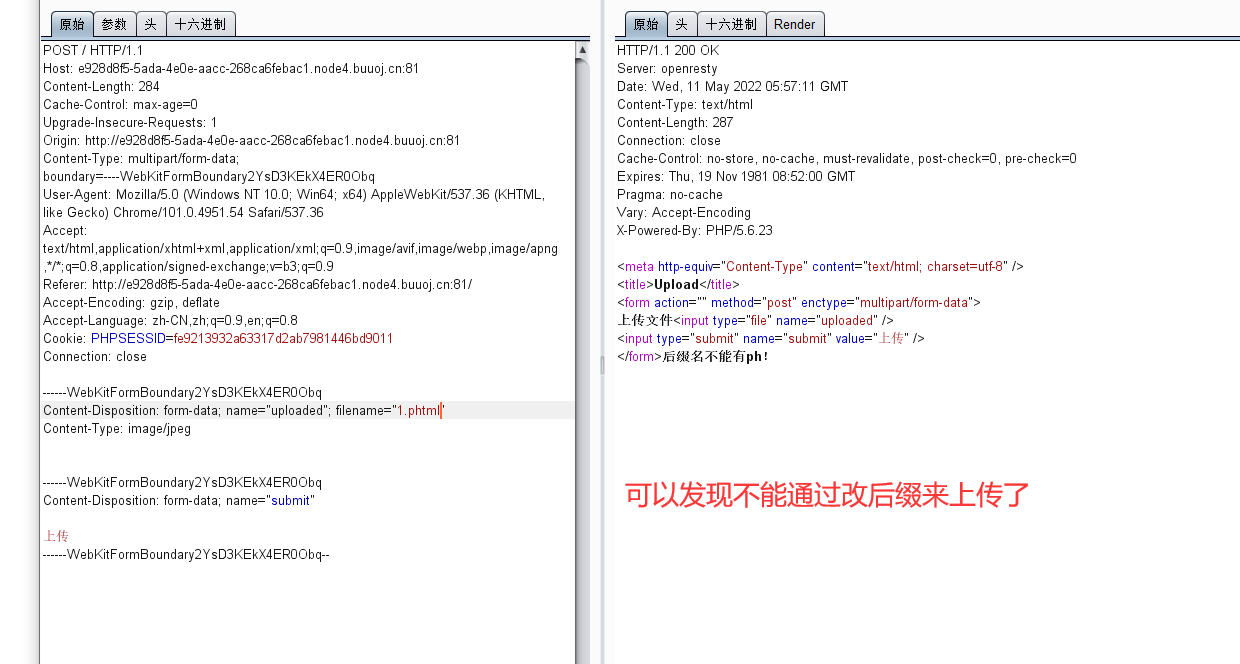 原始 参数 头 十六进制
POST / HTTP/1.1
Host: e928d8f5-5ada-4e0e-aacc-268ca6febac1.node4.buuoj.cn:81
Content-Length: 284
Cache-Control: max-age=0
Upgrade-Insecure-Requests: 1
Origin: http://e928d8f5-5ada-4e0e-aacc-268ca6febac1.node4.buuoj.cn:81
Content-Type: multipart/form-data;
boundary=----WebKitFormBoundary2YsD3KEkX4ER0Obq
User-Agent: Mozilla/5.0 (Windows NT 10.0; Win64; x64) AppleWebKit/537.36 (KHTML,
like Gecko) Chrome/101.0.4951.54 Safari/537.36
Accept:
text/html,application/xhtml+xml,application/xml;q=0.9,image/avif,image/webp,image/apng
,*/*;q=0.8,application/signed-exchange;v=b3;q=0.9
Referer: http://e928d8f5-5ada-4e0e-aacc-268ca6febac1.node4.buuoj.cn:81/
Accept-Encoding: gzip, deflate
Accept-Language: zh-CN,zh;q=0.9,en;q=0.8
Cookie: PHPSESSID=fe9213932a63317d2ab7981446bd9011
Connection: close
------WebKitFormBoundary2YsD3KEkX4ER0Obq
Content-Disposition: form-data; name="uploaded"; filename="1.phtml"
Content-Type: image/jpeg
------WebKitFormBoundary2YsD3KEkX4ER0Obq
Content-Disposition: form-data; name="submit"
上传
------WebKitFormBoundary2YsD3KEkX4ER0Obq--
原始 头 十六进制 Render
HTTP/1.1 200 OK
Server: openresty
Date: Wed, 11 May 2022 05:57:11 GMT
Content-Type: text/html
Content-Length: 287
Connection: close
Cache-Control: no-store, no-cache, must-revalidate, post-check=0, pre-check=0
Expires: Thu, 19 Nov 1981 08:52:00 GMT
Pragma: no-cache
Vary: Accept-Encoding
X-Powered-By: PHP/5.6.23
<meta http-equiv="Content-Type" content="text/html; charset=utf-8" />
<title>Upload</title>
<form action="" method="post" enctype="multipart/form-data">
上传文件<input type="file" name="uploaded" />
<input type="submit" name="submit" value="上传" />
</form>后缀名不能有ph!
可以发现不能通过改后缀来上传了